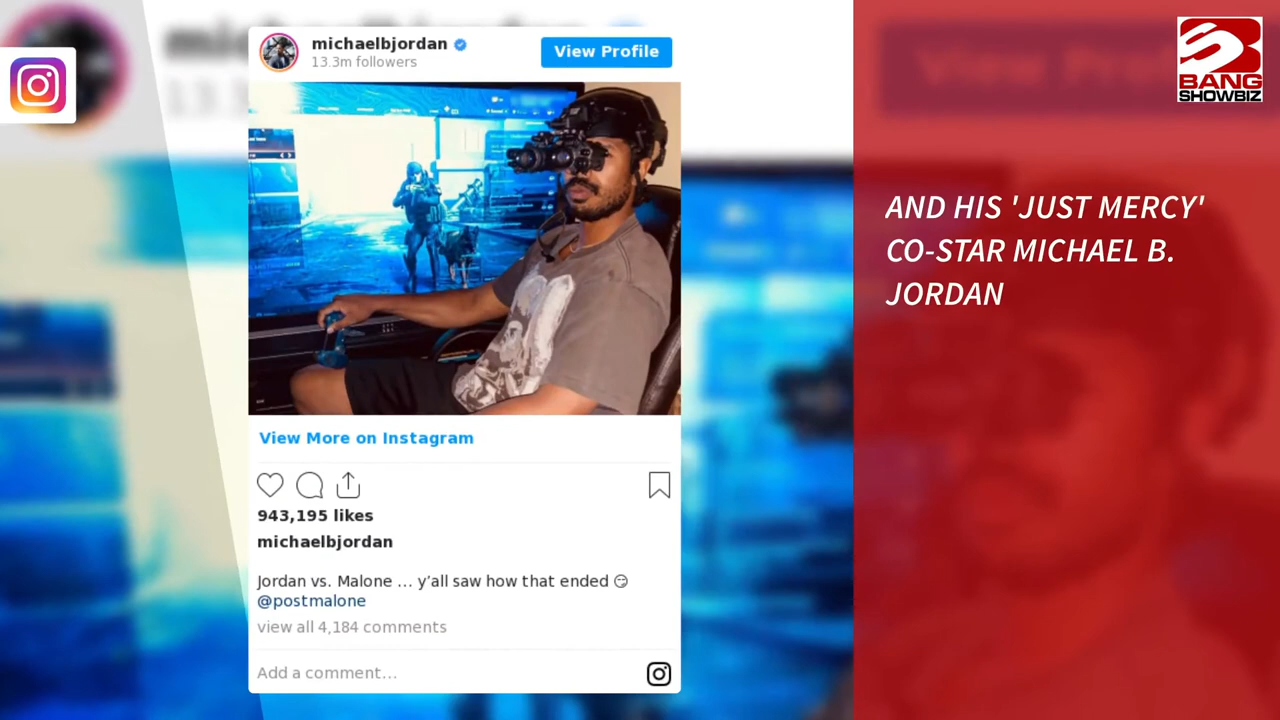 michaelbjordan
13.3m followers
View Profile
View More on Instagram
943,195 likes
michaelbjordan
Jordan vs. Malone ... y'all saw how that ended 😏
@postmalone
view all 4,184 comments
Add a comment...
BANG
SHOWBIZ
AND HIS 'JUST MERCY'
CO-STAR MICHAEL B.
JORDAN